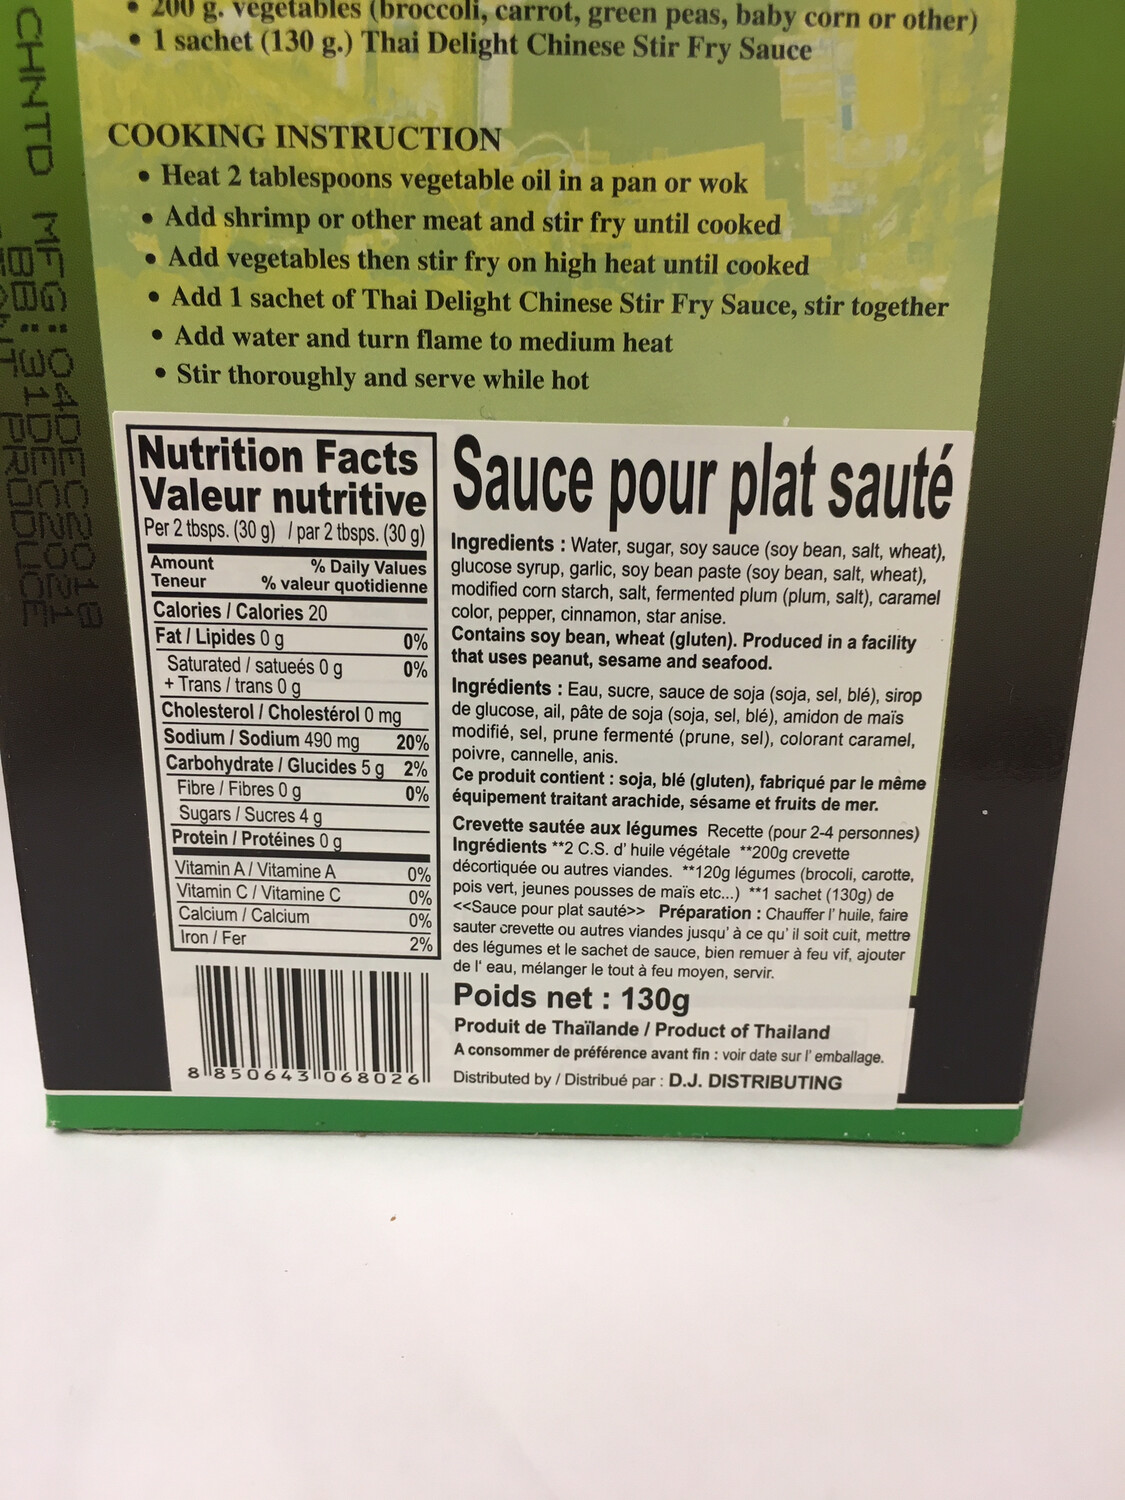 • 200 g. vegetables (broccoli, carrot, green peas, baby corn or other)
• 1 sachet (130 g.) Thai Delight Chinese Stir Fry Sauce
COOKING INSTRUCTION
• Heat 2 tablespoons vegetable oil in a pan or wok
• Add shrimp or other meat and stir fry until cooked
• Add vegetables then stir fry on high heat until cooked
• Add 1 sachet of Thai Delight Chinese Stir Fry Sauce, stir together
• Add water and turn flame to medium heat
• Stir thoroughly and serve while hot
CHNTD MFG: 04DEC2018
BB: 31DEC2021
PRODUCE
Nutrition Facts
Valeur nutritive
Per 2 tbsps. (30 g) / par 2 tbsps. (30 g)
Amount % Daily Values
Teneur % valeur quotidienne
Calories / Calories 20
Fat / Lipides 0 g 0%
Saturated / satueés 0 g 0%
+ Trans / trans 0 g
Cholesterol / Cholestérol 0 mg
Sodium / Sodium 490 mg 20%
Carbohydrate / Glucides 5 g 2%
Fibre / Fibres 0 g 0%
Sugars / Sucres 4 g
Protein / Protéines 0 g
Vitamin A / Vitamine A 0%
Vitamin C / Vitamine C 0%
Calcium / Calcium 0%
Iron / Fer 2%
8 850643 068026
Sauce pour plat sauté
Ingredients : Water, sugar, soy sauce (soy bean, salt, wheat),
glucose syrup, garlic, soy bean paste (soy bean, salt, wheat),
modified corn starch, salt, fermented plum (plum, salt), caramel
color, pepper, cinnamon, star anise.
Contains soy bean, wheat (gluten). Produced in a facility
that uses peanut, sesame and seafood.
Ingrédients : Eau, sucre, sauce de soja (soja, sel, blé), sirop
de glucose, ail, pâte de soja (soja, sel, blé), amidon de maïs
modifié, sel, prune fermenté (prune, sel), colorant caramel,
poivre, cannelle, anis.
Ce produit contient : soja, blé (gluten), fabriqué par le même
équipement traitant arachide, sésame et fruits de mer.
Crevette sautée aux légumes Recette (pour 2-4 personnes)
Ingrédients **2 C.S. d' huile végétale **200g crevette
décortiquée ou autres viandes. **120g légumes (brocoli, carotte,
pois vert, jeunes pousses de maïs etc...) **1 sachet (130g) de
<<Sauce pour plat sauté>> Préparation : Chauffer l' huile, faire
sauter crevette ou autres viandes jusqu' à ce qu' il soit cuit, mettre
des légumes et le sachet de sauce, bien remuer à feu vif, ajouter
de l' eau, mélanger le tout à feu moyen, servir.
Poids net : 130g
Produit de Thaïlande / Product of Thailand
A consommer de préférence avant fin : voir date sur l' emballage.
Distributed by / Distribué par : D.J. DISTRIBUTING